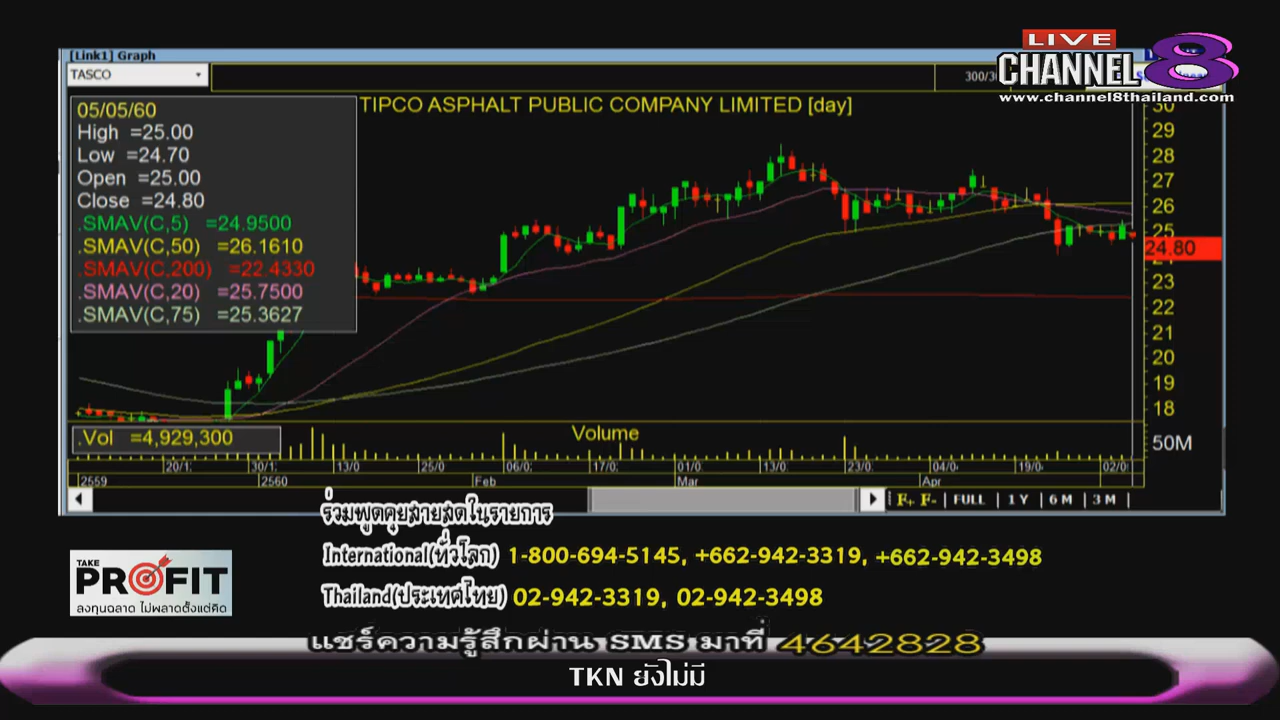 [Link1] Graph
TASCO
LIVE
CHANNEL 8
www.channel8thailand.com
TIPCO ASPHALT PUBLIC COMPANY LIMITED [day]
05/05/60
High =25.00
Low =24.70
Open =25.00
Close =24.80
.SMAV(C,5) =24.9500
.SMAV(C,50) =26.1610
.SMAV(C,200) =22.4330
.SMAV(C,20) =25.7500
.SMAV(C,75) =25.3627
30
29
28
27
26
25
24.80
23
22
21
20
19
18
.Vol =4,929,300
Volume
50M
20/1 30/1 13/0 25/0 06/0 17/0 01/0 13/0 23/0 04/0 19/0 02/0
2559 2560 Feb Mar Apr
F+ F- FULL 1 Y 6 M 3 M
ร่วมพูดคุยสายสดในรายการ
International(ทั่วโลก) 1-800-694-5145, +662-942-3319, +662-942-3498
Thailand(ประเทศไทย) 02-942-3319, 02-942-3498
TAKE
PROFIT
ลงทุนฉลาด ไม่พลาดตั้งแต่คิด
แชร์ความรู้สึกผ่าน SMS มาที่ 4642828
TKN ยังไม่มี